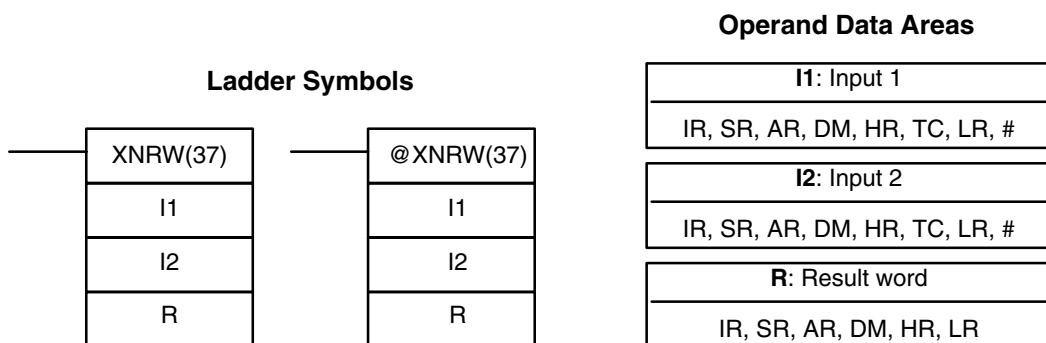 Ladder Symbols
XNRW(37)
I1
I2
R
@XNRW(37)
I1
I2
R
Operand Data Areas
I1: Input 1
IR, SR, AR, DM, HR, TC, LR, #
I2: Input 2
IR, SR, AR, DM, HR, TC, LR, #
R: Result word
IR, SR, AR, DM, HR, LR